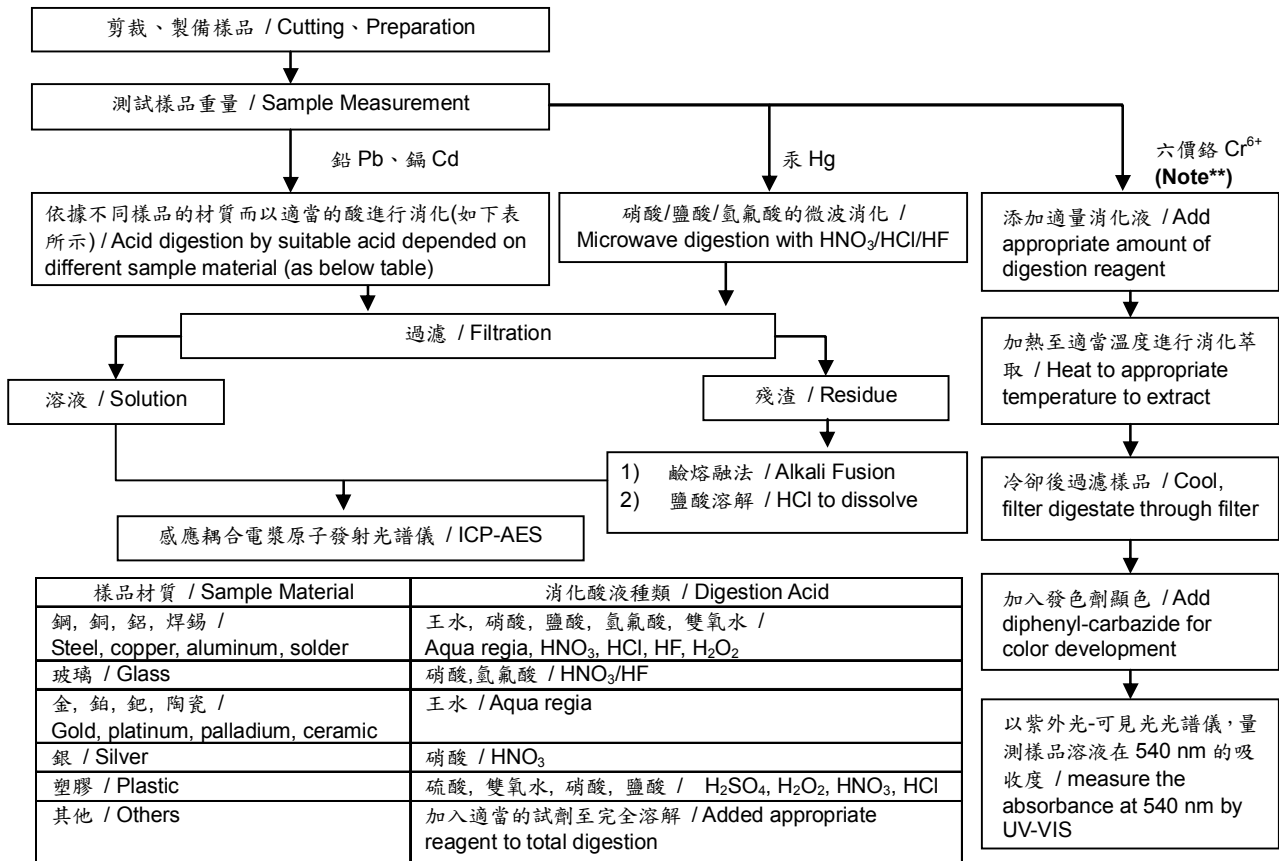 剪裁、製備樣品 / Cutting、Preparation
測試樣品重量 / Sample Measurement
鉛 Pb、鎘 Cd
汞 Hg
六價鉻 Cr⁶⁺
(Note**)
依據不同樣品的材質而以適當的酸進行消化(如下表
所示) / Acid digestion by suitable acid depended on
different sample material (as below table)
硝酸/鹽酸/氫氟酸的微波消化 /
Microwave digestion with HNO₃/HCl/HF
添加適量消化液 / Add
appropriate amount of
digestion reagent
過濾 / Filtration
加熱至適當溫度進行消化萃
取 / Heat to appropriate
temperature to extract
溶液 / Solution
殘渣 / Residue
1) 鹼熔融法 / Alkali Fusion
2) 鹽酸溶解 / HCl to dissolve
冷卻後過濾樣品 / Cool,
filter digestate through filter
感應耦合電漿原子發射光譜儀 / ICP-AES
加入發色劑顯色 / Add
diphenyl-carbazide for
color development
以紫外光-可見光光譜儀，量
測樣品溶液在 540 nm 的吸
收度 / measure the
absorbance at 540 nm by
UV-VIS
樣品材質 / Sample Material
消化酸液種類 / Digestion Acid
鋼, 銅, 鋁, 焊錫 /
Steel, copper, aluminum, solder
王水, 硝酸, 鹽酸, 氫氟酸, 雙氧水 /
Aqua regia, HNO₃, HCl, HF, H₂O₂
玻璃 / Glass
硝酸,氫氟酸 / HNO₃/HF
金, 鉑, 鈀, 陶瓷 /
Gold, platinum, palladium, ceramic
王水 / Aqua regia
銀 / Silver
硝酸 / HNO₃
塑膠 / Plastic
硫酸, 雙氧水, 硝酸, 鹽酸 / H₂SO₄, H₂O₂, HNO₃, HCl
其他 / Others
加入適當的試劑至完全溶解 / Added appropriate
reagent to total digestion